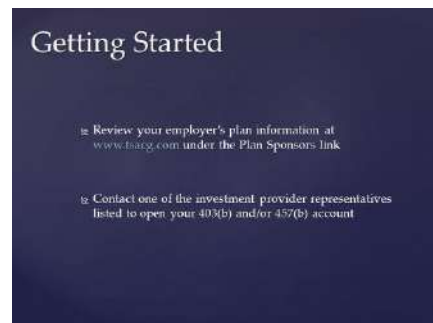 Getting Started
Review your employer's plan information at
www.tsacg.com under the Plan Sponsors link
Contact one of the investment provider representatives
listed to open your 403(b) and/or 457(b) account